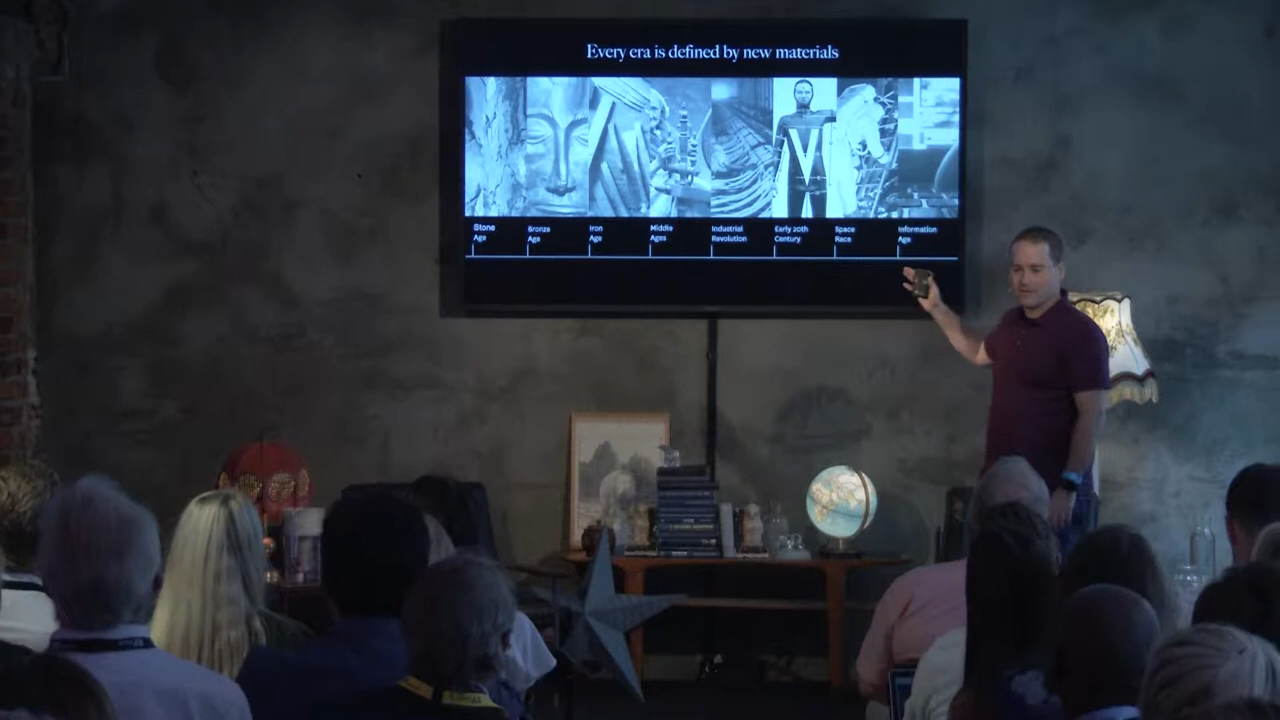 Every era is defined by new materials
Stone Age
Bronze Age
Iron Age
Middle Ages
Industrial Revolution
Early 20th Century
Space Race
Information Age